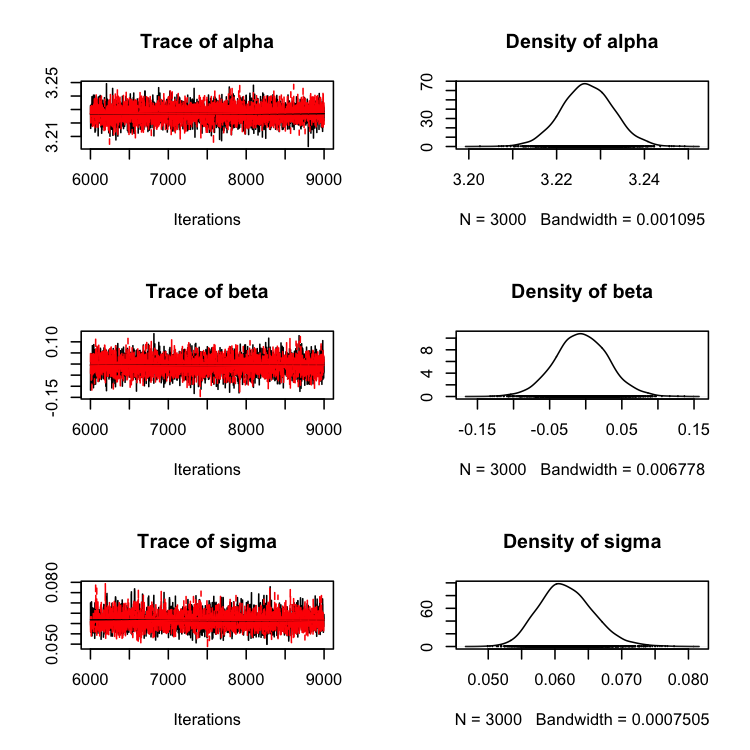 Trace of alpha
3.21 3.25
6000 7000 8000 9000
Iterations
Density of alpha
0 30 70
3.20 3.22 3.24
N = 3000 Bandwidth = 0.001095
Trace of beta
-0.15 0.10
6000 7000 8000 9000
Iterations
Density of beta
0 4 8
-0.15 -0.05 0.05 0.15
N = 3000 Bandwidth = 0.006778
Trace of sigma
0.050 0.080
6000 7000 8000 9000
Iterations
Density of sigma
0 60
0.050 0.060 0.070 0.080
N = 3000 Bandwidth = 0.0007505